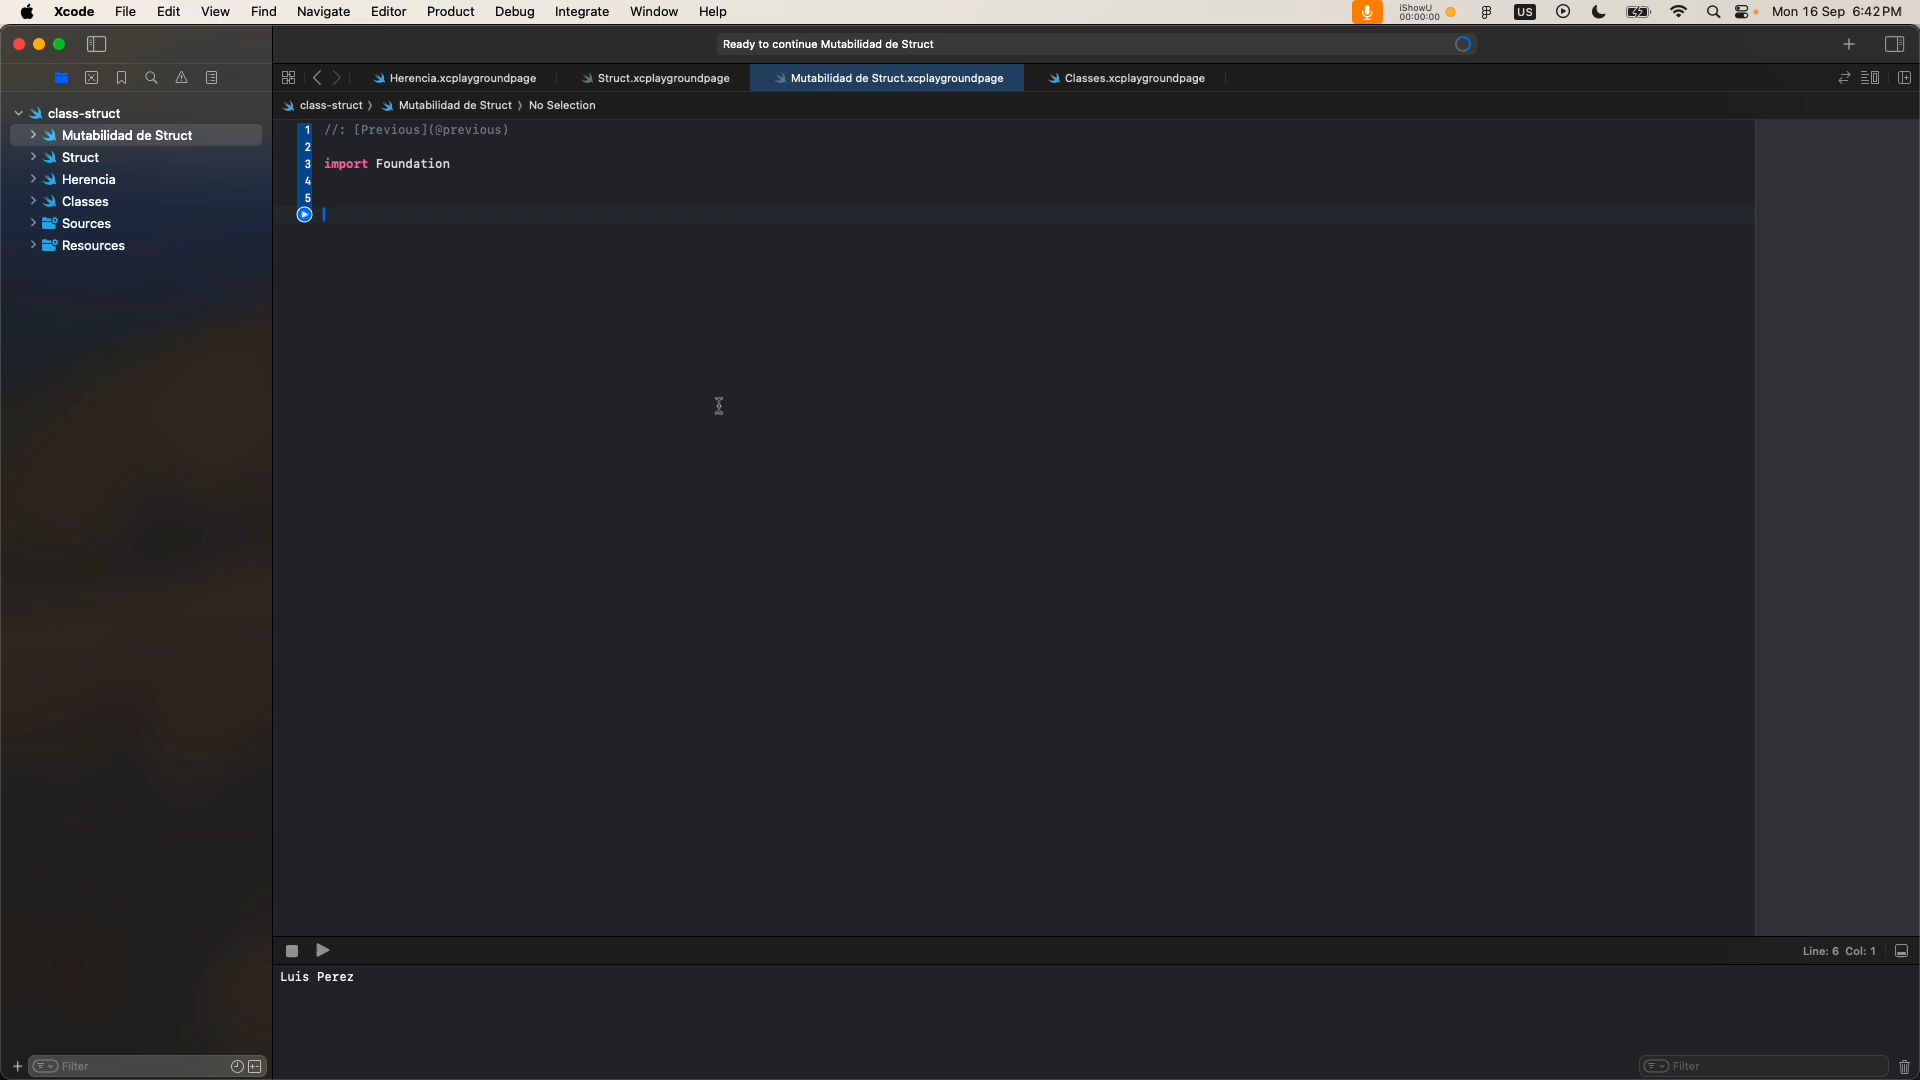 Xcode File Edit View Find Navigate Editor Product Debug Integrate Window Help
iShowU
00:00:00
US
Mon 16 Sep 6:42 PM
Ready to continue Mutabilidad de Struct
Herencia.xcplaygroundpage
Struct.xcplaygroundpage
Mutabilidad de Struct.xcplaygroundpage
Classes.xcplaygroundpage
class-struct 〉 Mutabilidad de Struct 〉 No Selection
class-struct
Mutabilidad de Struct
Struct
Herencia
Classes
Sources
Resources
1 //: [Previous](@previous)
2
3 import Foundation
4
5
Line: 6 Col: 1
Luis Perez
Filter
Filter